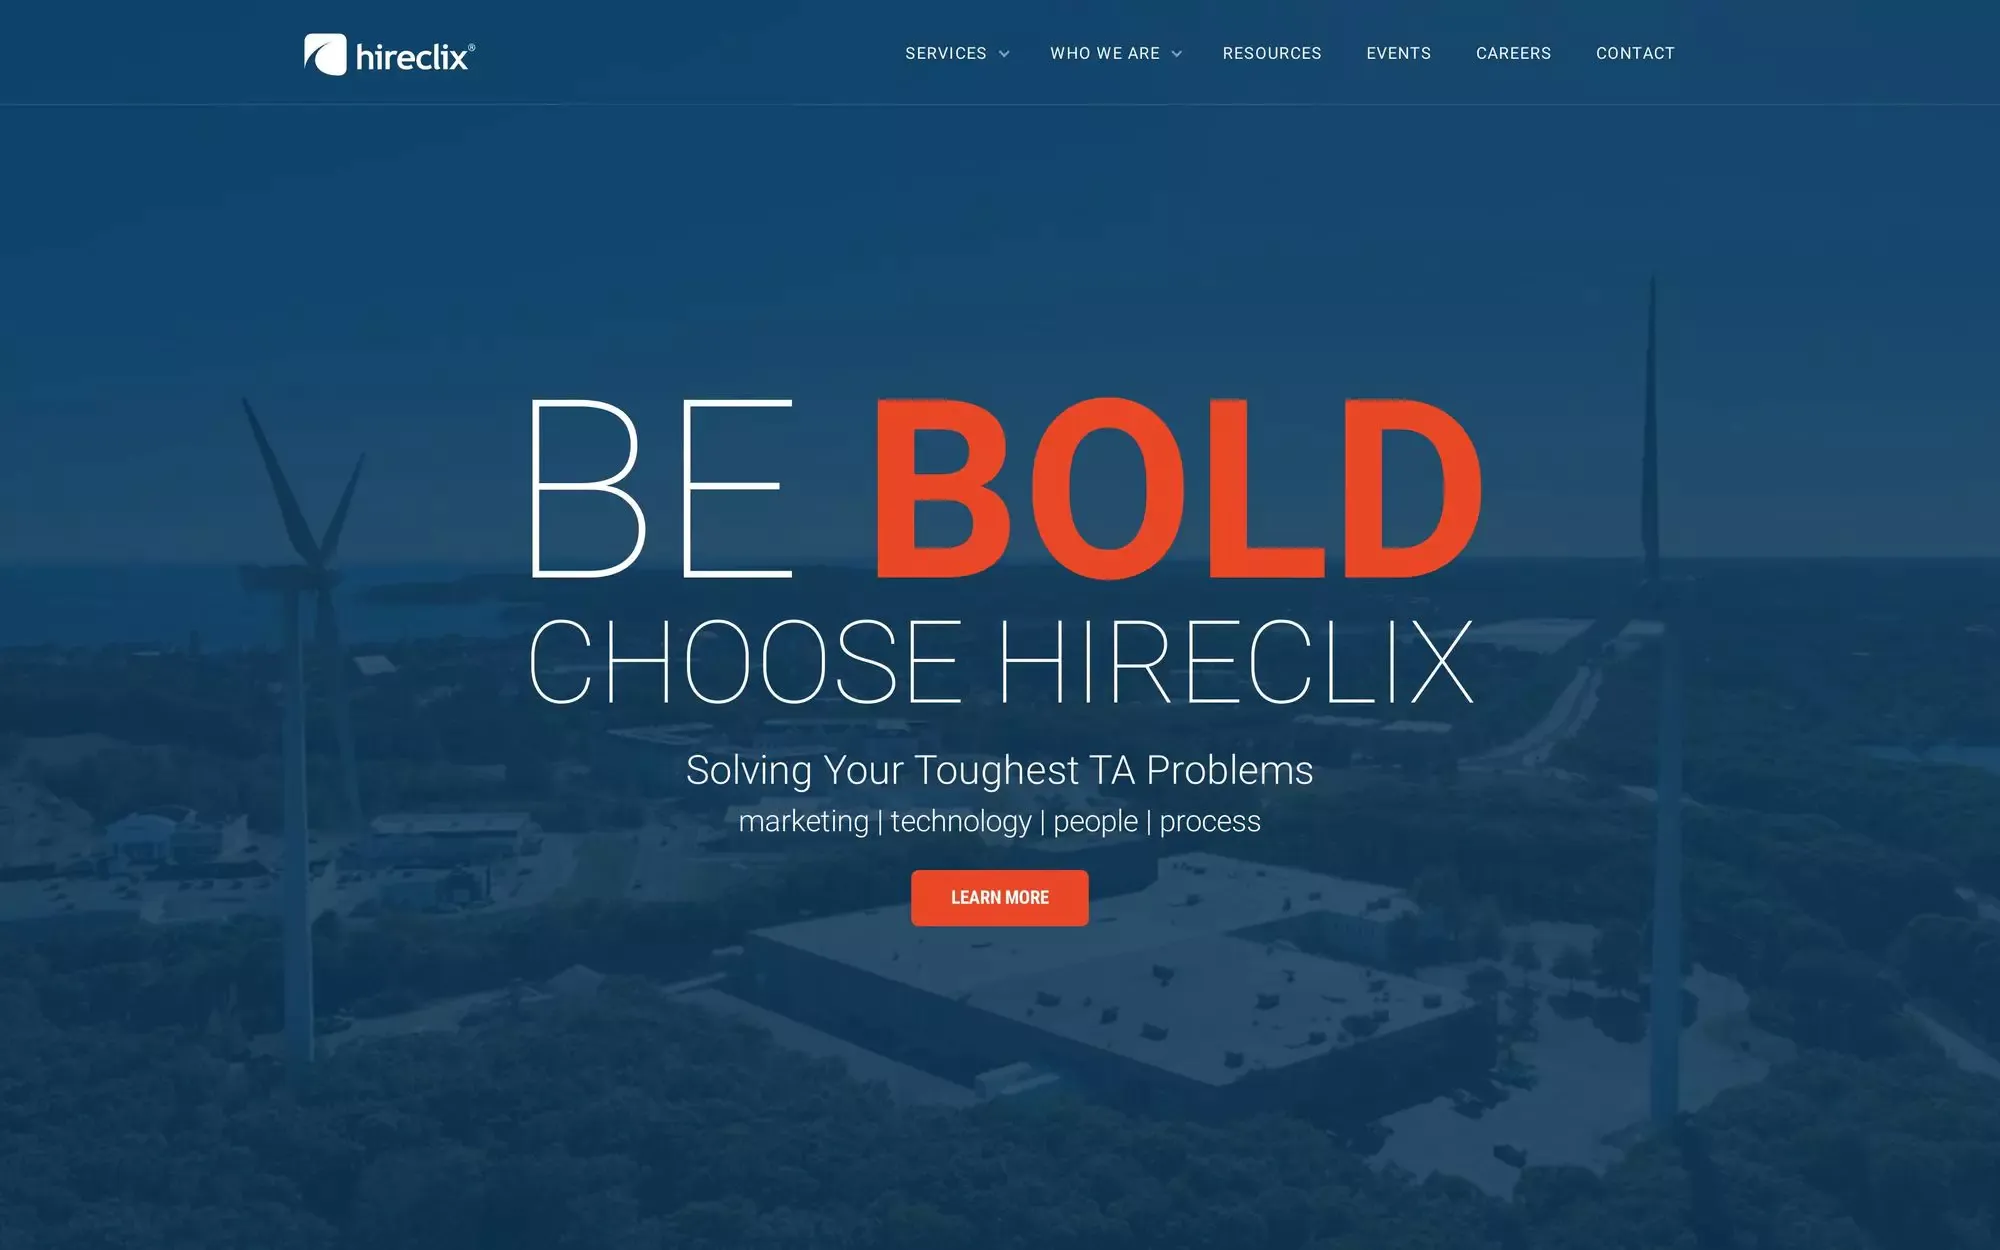 hireclix®
SERVICES
WHO WE ARE
RESOURCES
EVENTS
CAREERS
CONTACT
BE BOLD
CHOOSE HIRECLIX
Solving Your Toughest TA Problems
marketing | technology | people | process
LEARN MORE